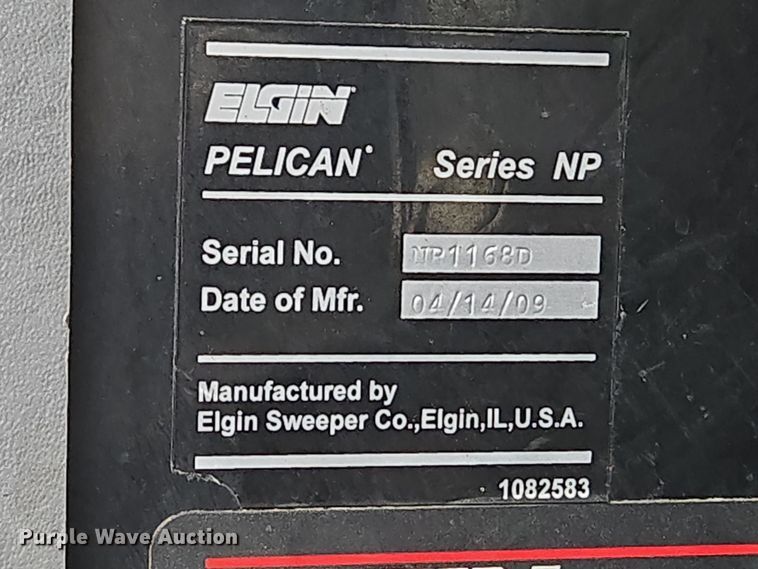 ELGIN
PELICAN® Series NP
Serial No. NP1168D
Date of Mfr. 04/14/09
Manufactured by
Elgin Sweeper Co.,Elgin,IL,U.S.A.
1082583
Purple Wave Auction